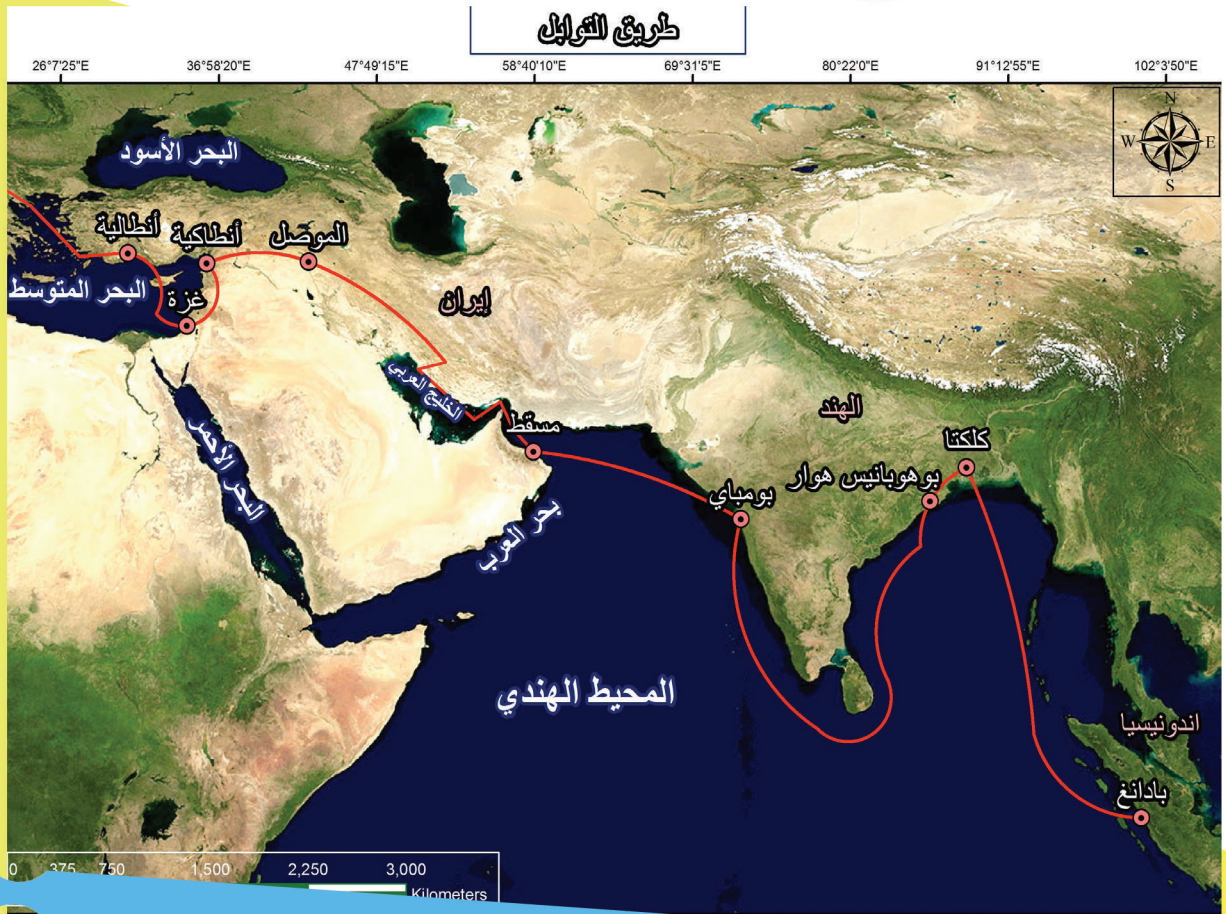 طريق التوابل
26°7'25"E 36°58'20"E 47°49'15"E 58°40'10"E 69°31'5"E 80°22'0"E 91°12'55"E 102°3'50"E
N
W E
S
البحر الأسود
أنطالية
أنطاكية
الموصّل
البحر المتوسط
غزة
إيران
الخليج العربي
مسقط
الهند
كلكتا
بوهوبانيس هوار
بومباي
البحر الأحمر
بحر العرب
المحيط الهندي
اندونيسيا
بادانغ
0 375 750 1,500 2,250 3,000
Kilometers